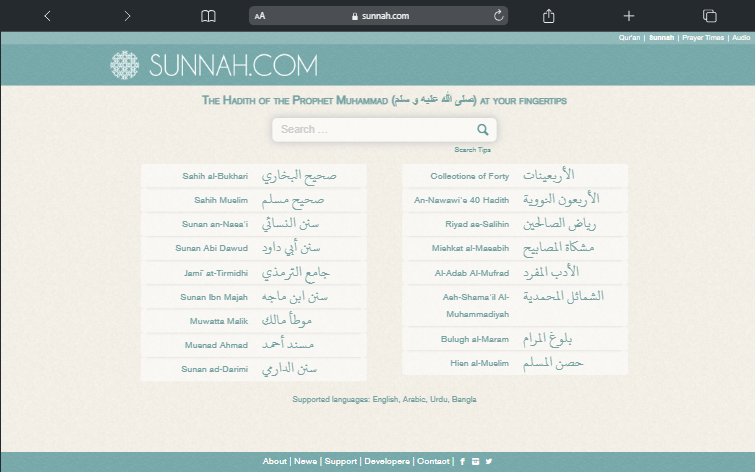 AA sunnah.com
Qur'an | Sunnah | Prayer Times | Audio
SUNNAH.COM
The Hadith of the Prophet Muhammad (صلى الله عليه و سلم) at your fingertips
Search …
Search Tips
Sahih al-Bukhari صحيح البخاري
Sahih Muslim صحيح مسلم
Sunan an-Nasa'i سنن النسائي
Sunan Abi Dawud سنن أبي داود
Jami` at-Tirmidhi جامع الترمذي
Sunan Ibn Majah سنن ابن ماجه
Muwatta Malik موطأ مالك
Musnad Ahmad مسند أحمد
Sunan ad-Darimi سنن الدارمي
Collections of Forty الأربعينات
An-Nawawi's 40 Hadith الأربعون النووية
Riyad as-Salihin رياض الصالحين
Mishkat al-Masabih مشكاة المصابيح
Al-Adab Al-Mufrad الأدب المفرد
Ash-Shama'il Al- الشمائل المحمدية
Muhammadiyah
Bulugh al-Maram بلوغ المرام
Hisn al-Muslim حصن المسلم
Supported languages: English, Arabic, Urdu, Bangla
About | News | Support | Developers | Contact |